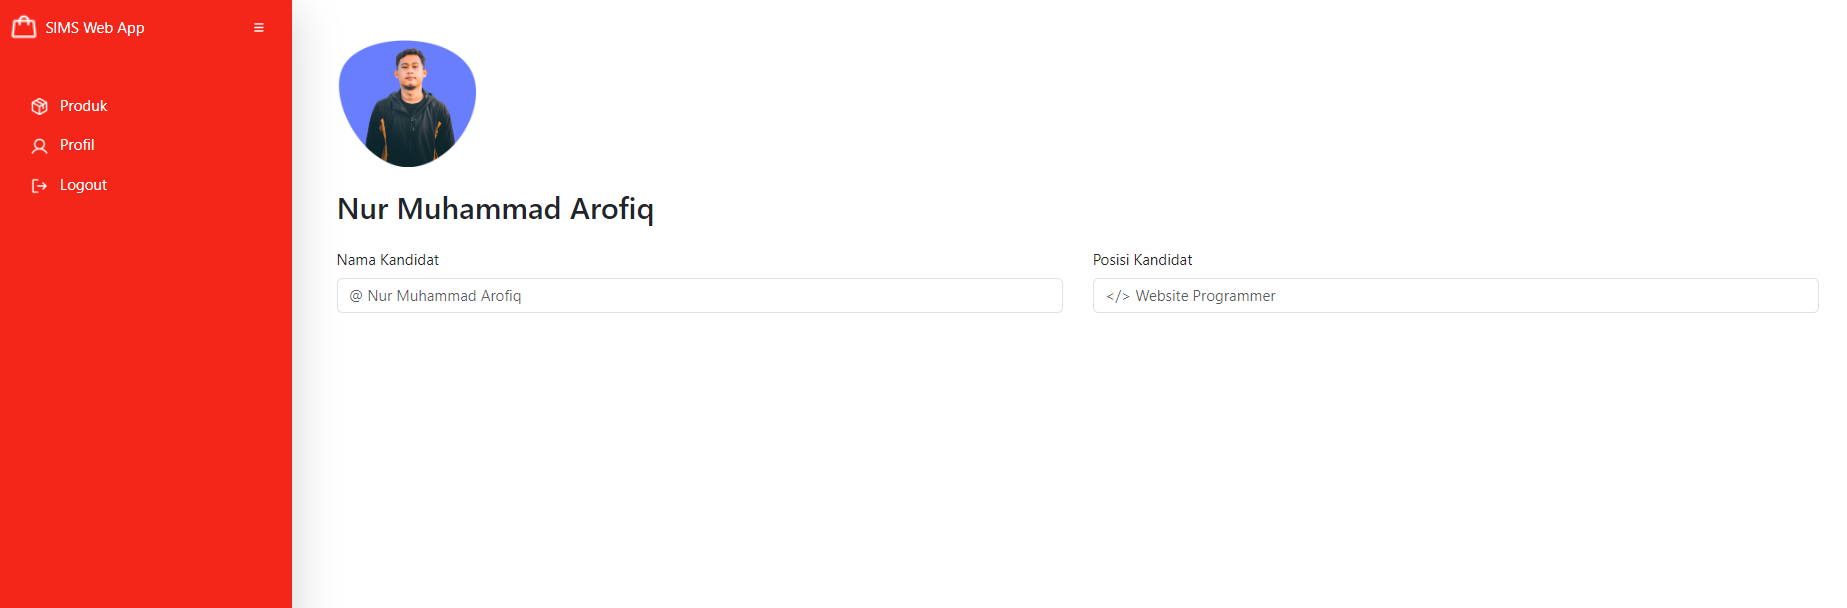 SIMS Web App
Produk
Profil
Logout
Nur Muhammad Arofiq
Nama Kandidat
@ Nur Muhammad Arofiq
Posisi Kandidat
</> Website Programmer